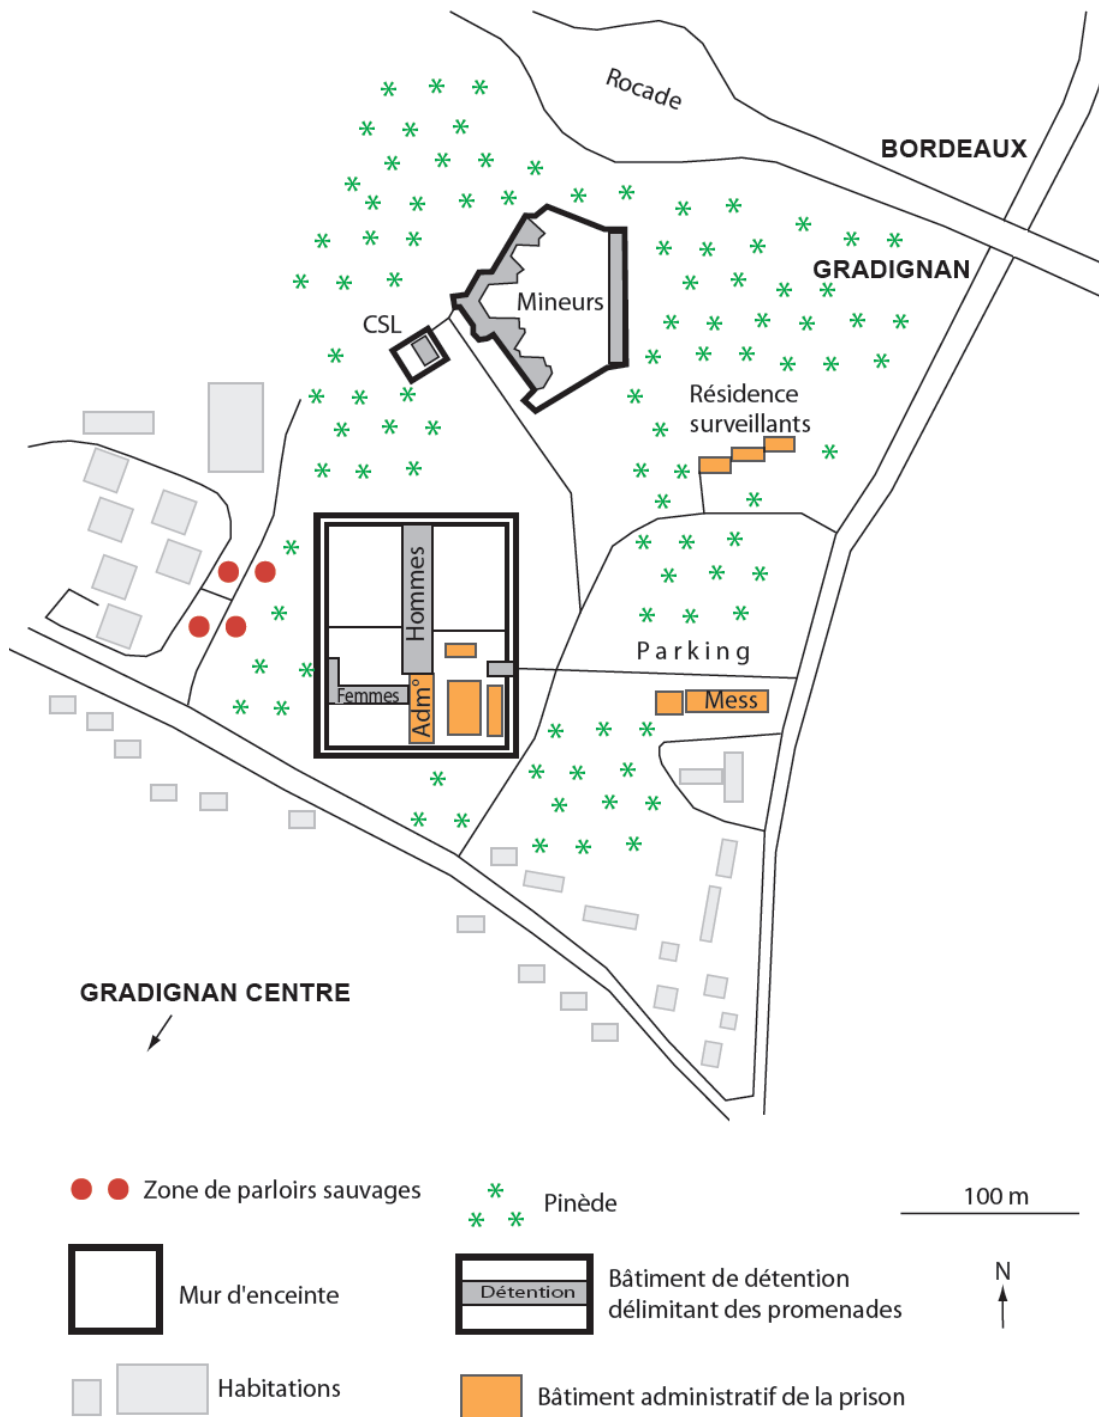 Rocade
BORDEAUX
GRADIGNAN
Mineurs
CSL
Résidence
surveillants
Hommes
Parking
Femmes
Adm°
Mess
GRADIGNAN CENTRE
Zone de parloirs sauvages
Pinède
100 m
Mur d'enceinte
Détention
Bâtiment de détention
délimitant des promenades
N
Habitations
Bâtiment administratif de la prison